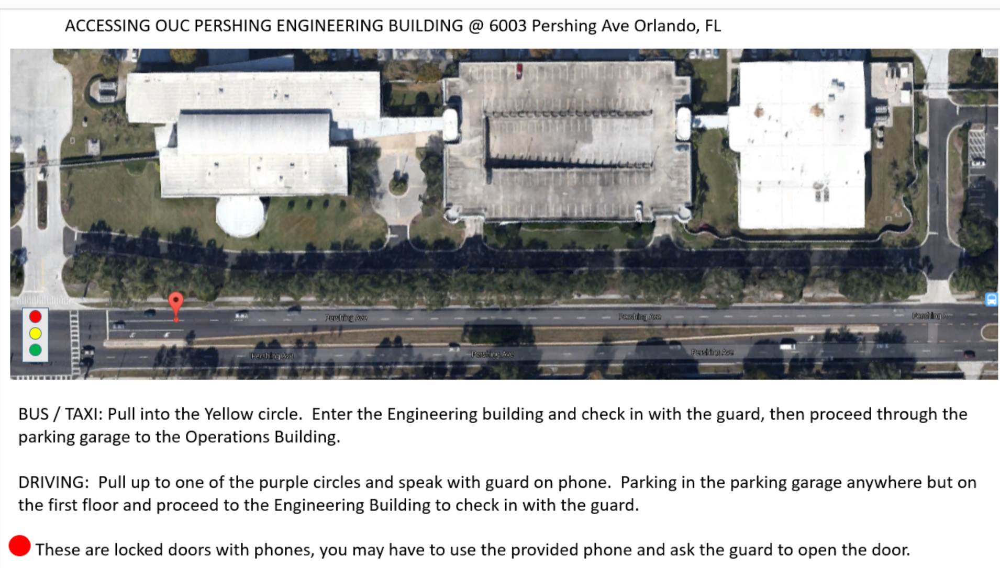 ACCESSING OUC PERSHING ENGINEERING BUILDING @ 6003 Pershing Ave Orlando, FL
Pershing Ave
Pershing Ave
Pershing Av
Pershing Ave
Pershing Ave
Pershing Ave
BUS / TAXI: Pull into the Yellow circle.  Enter the Engineering building and check in with the guard, then proceed through the
parking garage to the Operations Building.
DRIVING:  Pull up to one of the purple circles and speak with guard on phone.  Parking in the parking garage anywhere but on
the first floor and proceed to the Engineering Building to check in with the guard.
These are locked doors with phones, you may have to use the provided phone and ask the guard to open the door.